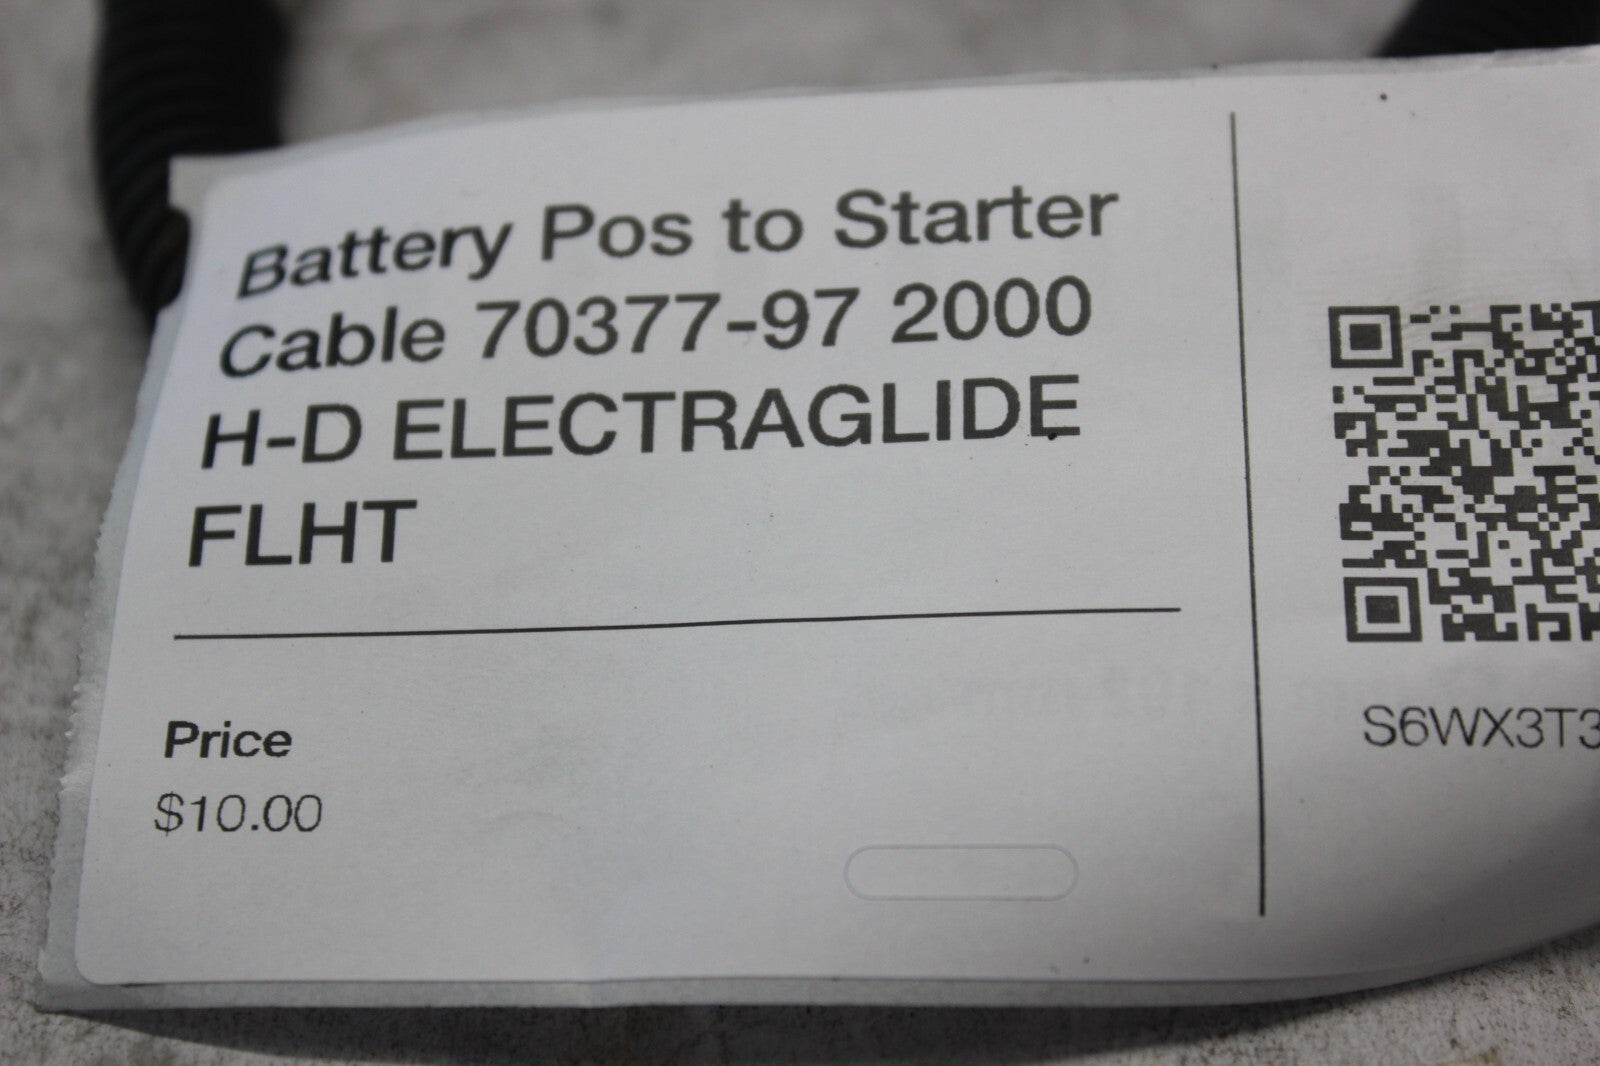 Battery Pos to Starter
Cable 70377-97 2000
H-D ELECTRAGLIDE
FLHT
Price
$10.00
S6WX3T3